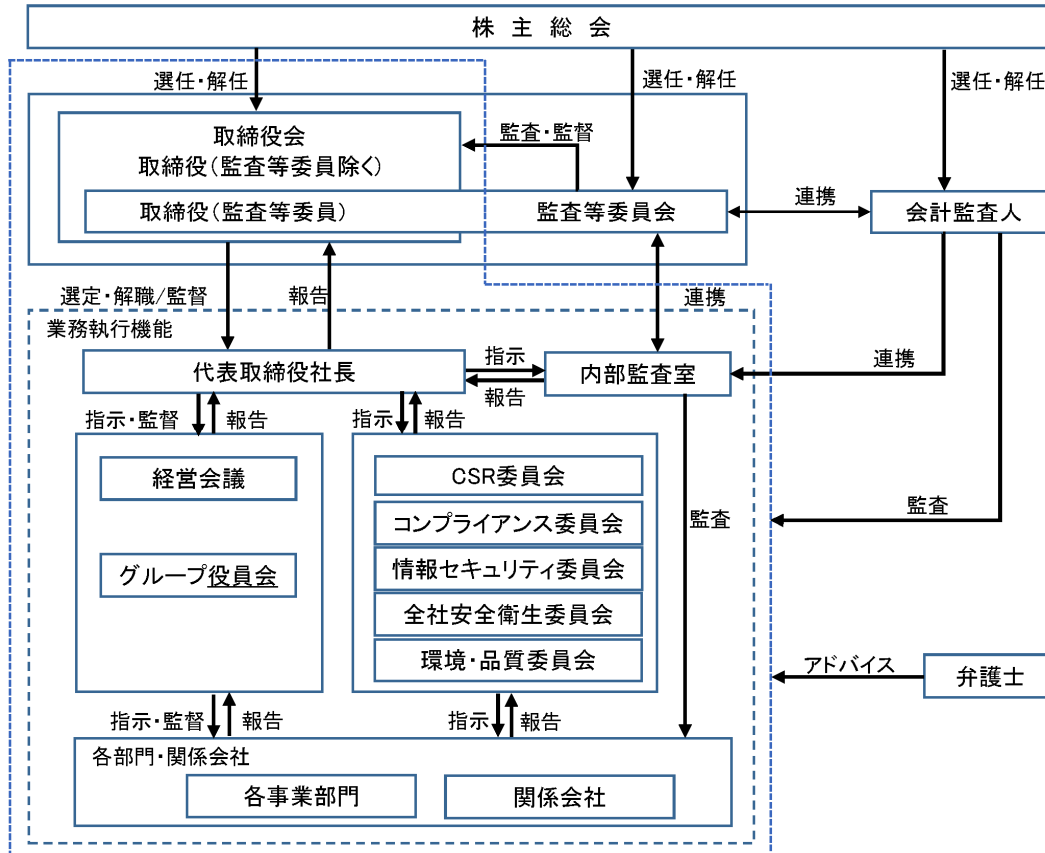 株 主 総 会
選任・解任
選任・解任
選任・解任
取締役会
取締役(監査等委員除く)
監査・監督
取締役(監査等委員)
監査等委員会
連携
会計監査人
選定・解職/監督
報告
連携
業務執行機能
代表取締役社長
指示
報告
内部監査室
連携
指示・監督
報告
指示
報告
経営会議
グループ役員会
CSR委員会
コンプライアンス委員会
情報セキュリティ委員会
全社安全衛生委員会
環境・品質委員会
監査
監査
アドバイス
弁護士
指示・監督
報告
指示
報告
各部門・関係会社
各事業部門
関係会社